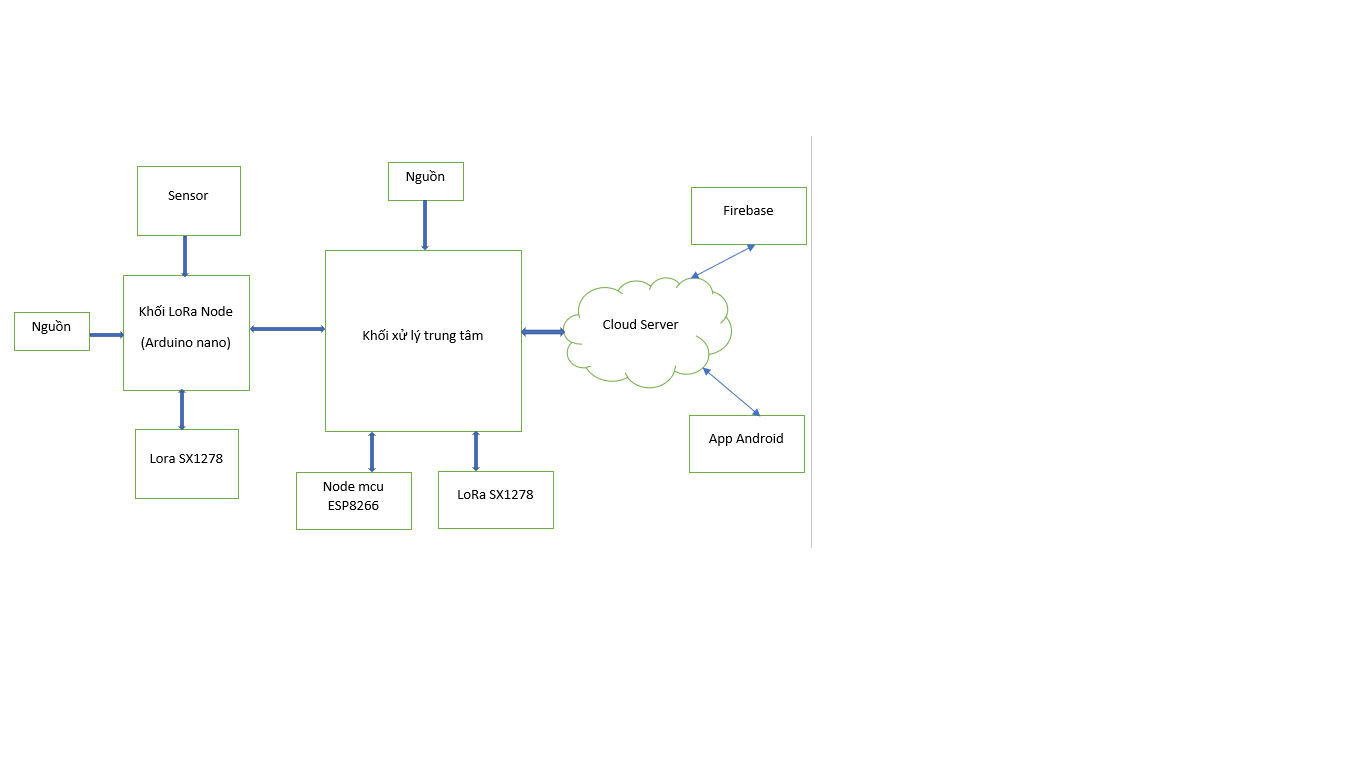 Nguồn
Sensor
Firebase
Khối LoRa Node
(Arduino nano)
Nguồn
Khối xử lý trung tâm
Cloud Server
App Android
Lora SX1278
Node mcu
ESP8266
LoRa SX1278